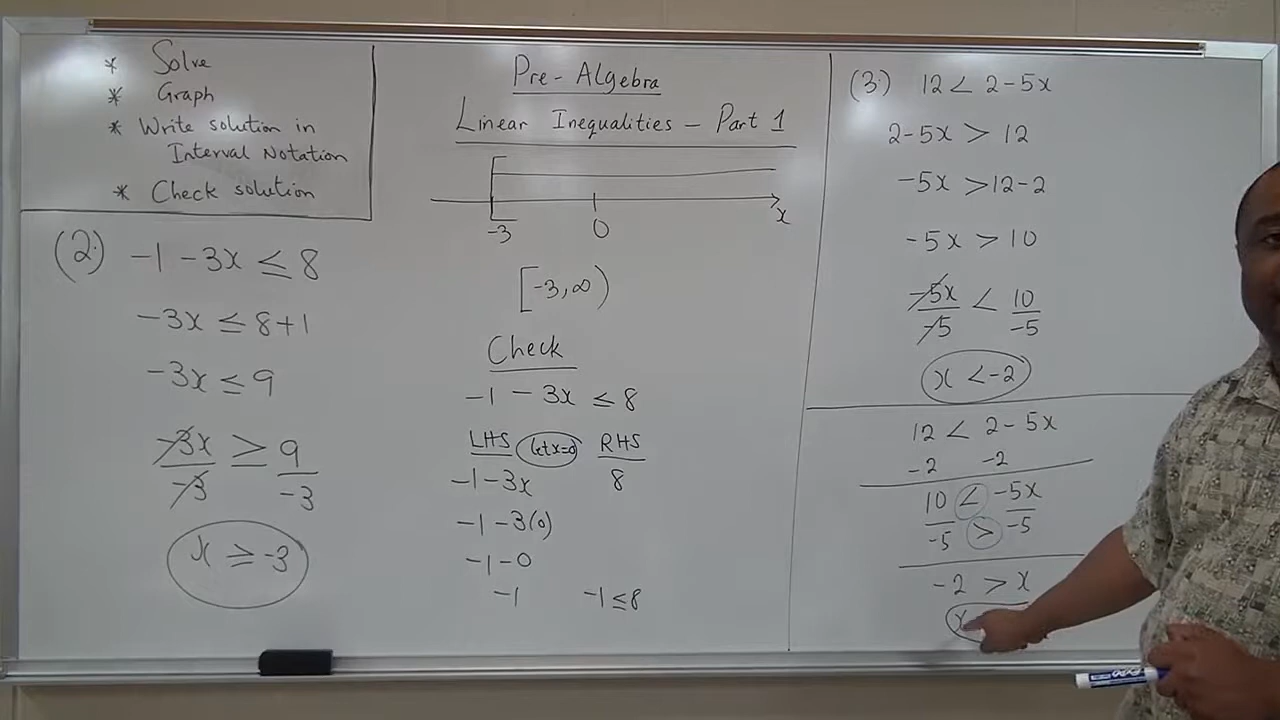 * Solve
* Graph
* Write solution in
Interval Notation
* Check solution
(2.) -1 - 3x ≤ 8
-3x ≤ 8+1
-3x ≤ 9
-3x/-3 ≥ 9/-3
x ≥ -3
Pre-Algebra
Linear Inequalities - Part 1
-3 0 x
[-3, ∞)
Check
-1 - 3x ≤ 8
LHS let x=0 RHS
-1-3x 8
-1-3(0)
-1-0
-1 -1≤8
(3.) 12 < 2-5x
2-5x > 12
-5x > 12-2
-5x > 10
-5x/-5 < 10/-5
x < -2
12 < 2-5x
-2 -2
10/-5 < > -5x/-5
-2 > x
x